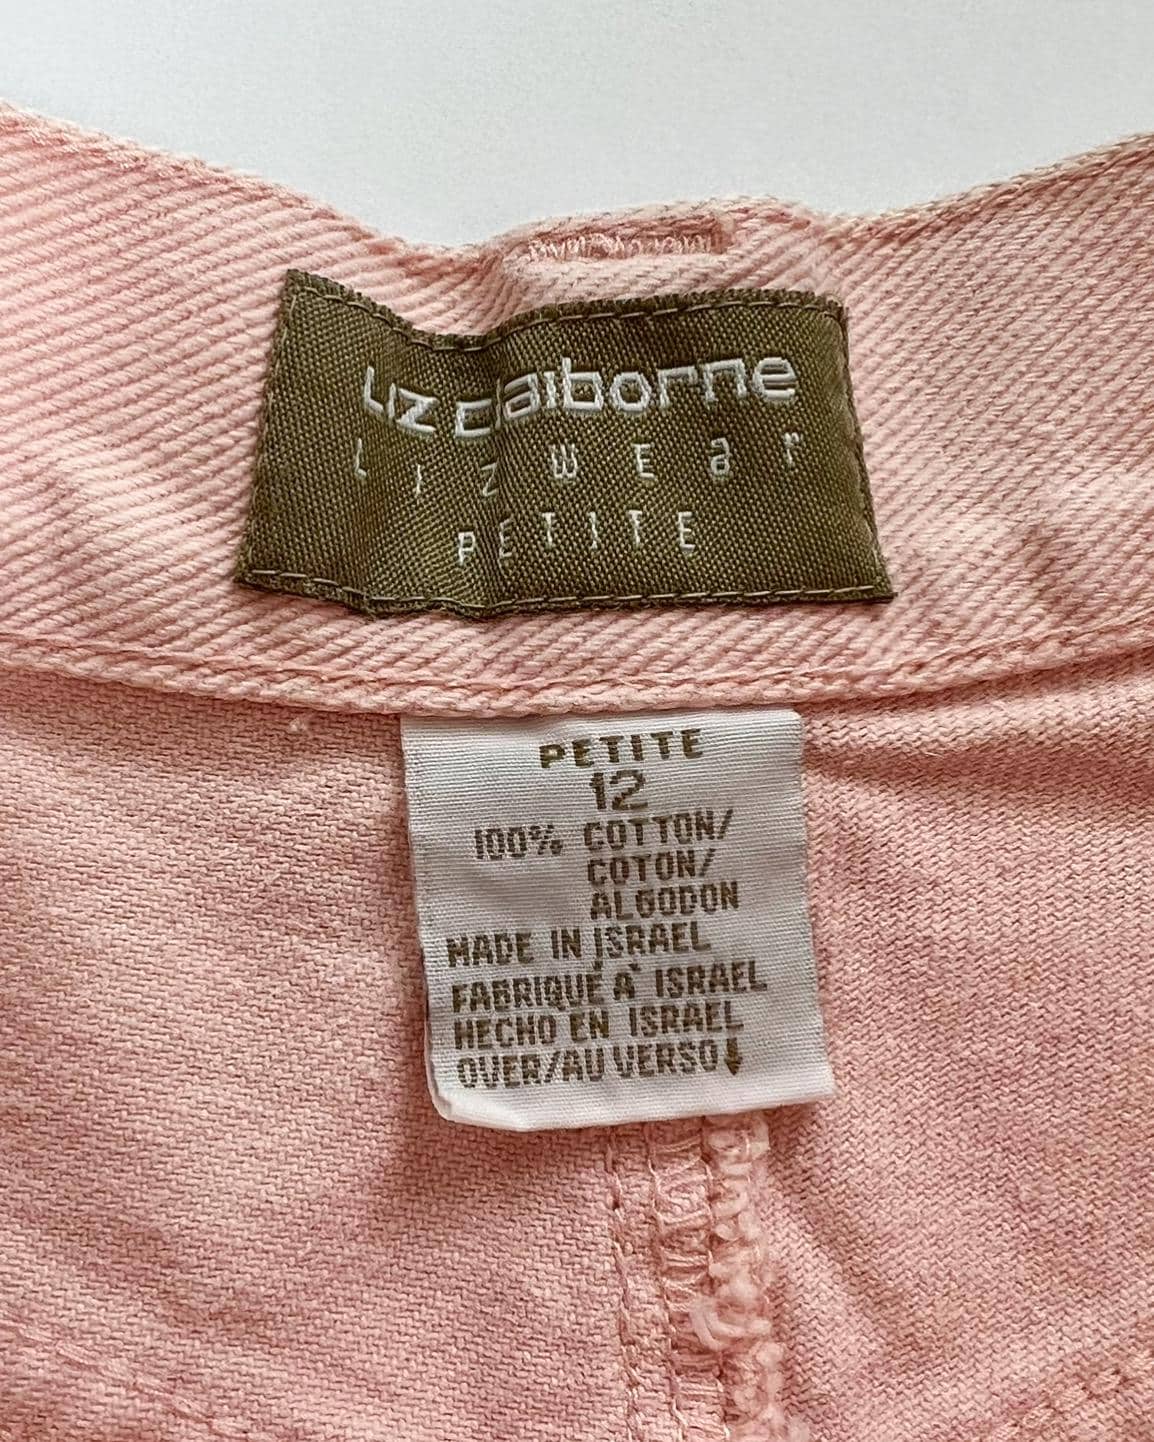 Liz Claiborne
LIZWEar
PETITE
PETITE
12
100% COTTON/
COTON/
ALGODON
MADE IN ISRAEL
FABRIQUÉ À ISRAEL
HECHO EN ISRAEL
OVER/AU VERSO